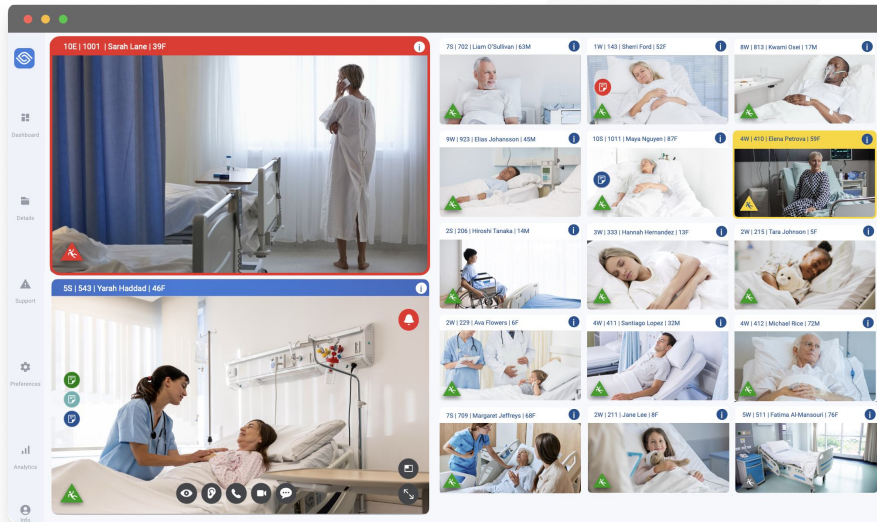 10E | 1001 | Sarah Lane | 39F
7S | 702 | Liam O'Sullivan | 63M
1W | 143 | Sherri Ford | 52F
8W | 813 | Kwami Osei | 17M
Dashboard
9W | 923 | Elias Johansson | 45M
10S | 1011 | Maya Nguyen | 87F
4W | 410 | Elena Petrova | 59F
Details
2S | 206 | Hiroshi Tanaka | 14M
3W | 333 | Hannah Hernandez | 13F
2W | 215 | Tara Johnson | 5F
5S | 543 | Yarah Haddad | 46F
Support
2W | 229 | Ava Flowers | 6F
4W | 411 | Santiago Lopez | 32M
4W | 412 | Michael Rice | 72M
Preferences
7S | 709 | Margaret Jeffreys | 68F
2W | 211 | Jane Lee | 8F
5W | 511 | Fatima Al-Mansouri | 76F
Analytics
Info